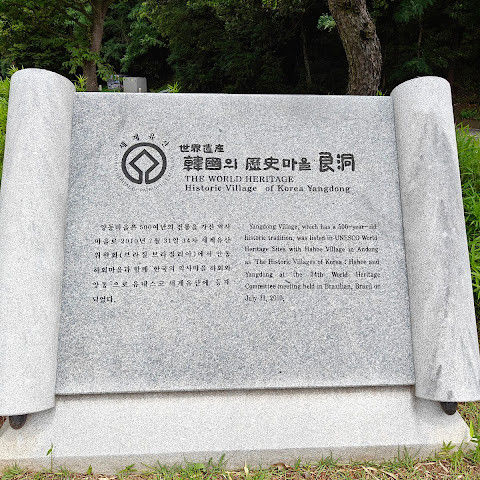 세계유산
世界遺産
韓國의 歷史마을 良洞
THE WORLD HERITAGE
Historic Village of Korea Yangdong
양동마을은 500여년의 전통을 가진 역사
마을로 2010년 7월 31일 34차 세계유산
위원회(브라질 브라질리아)에서 안동
하회마을과 함께 한국의 역사마을 하회와
양동 으로 유네스코 세계유산에 등재
되었다.
Yangdong Village, which has a 500-year-old
historic tradition, was listed in UNESCO World
Heritage Sites with Hahoe Village in Andong
as "The Historic Villages of Korea : Hahoe and
Yangdong at the 34th World Heritage
Committee meeting held in Brasilian, Brazil on
July 31, 2010.